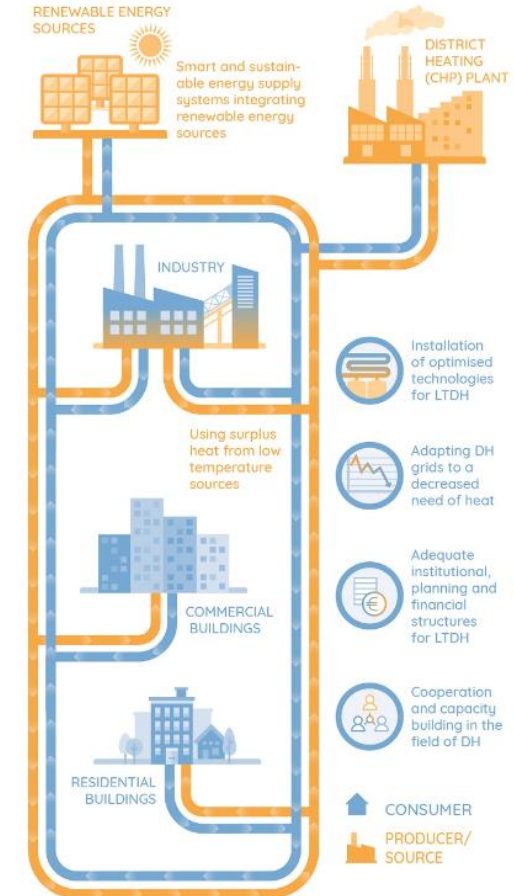 RENEWABLE ENERGY
SOURCES
Smart and sustain-
able energy supply
systems integrating
renewable energy
sources
DISTRICT
HEATING
(CHP) PLANT
INDUSTRY
Using surplus
heat from low
temperature
sources
COMMERCIAL
BUILDINGS
RESIDENTIAL
BUILDINGS
Installation
of optimised
technologies
for LTDH
Adapting DH
grids to a
decreased
need of heat
Adequate
institutional,
planning and
financial
structures
for LTDH
€
Cooperation
and capacity
building in the
field of DH
CONSUMER
PRODUCER/
SOURCE